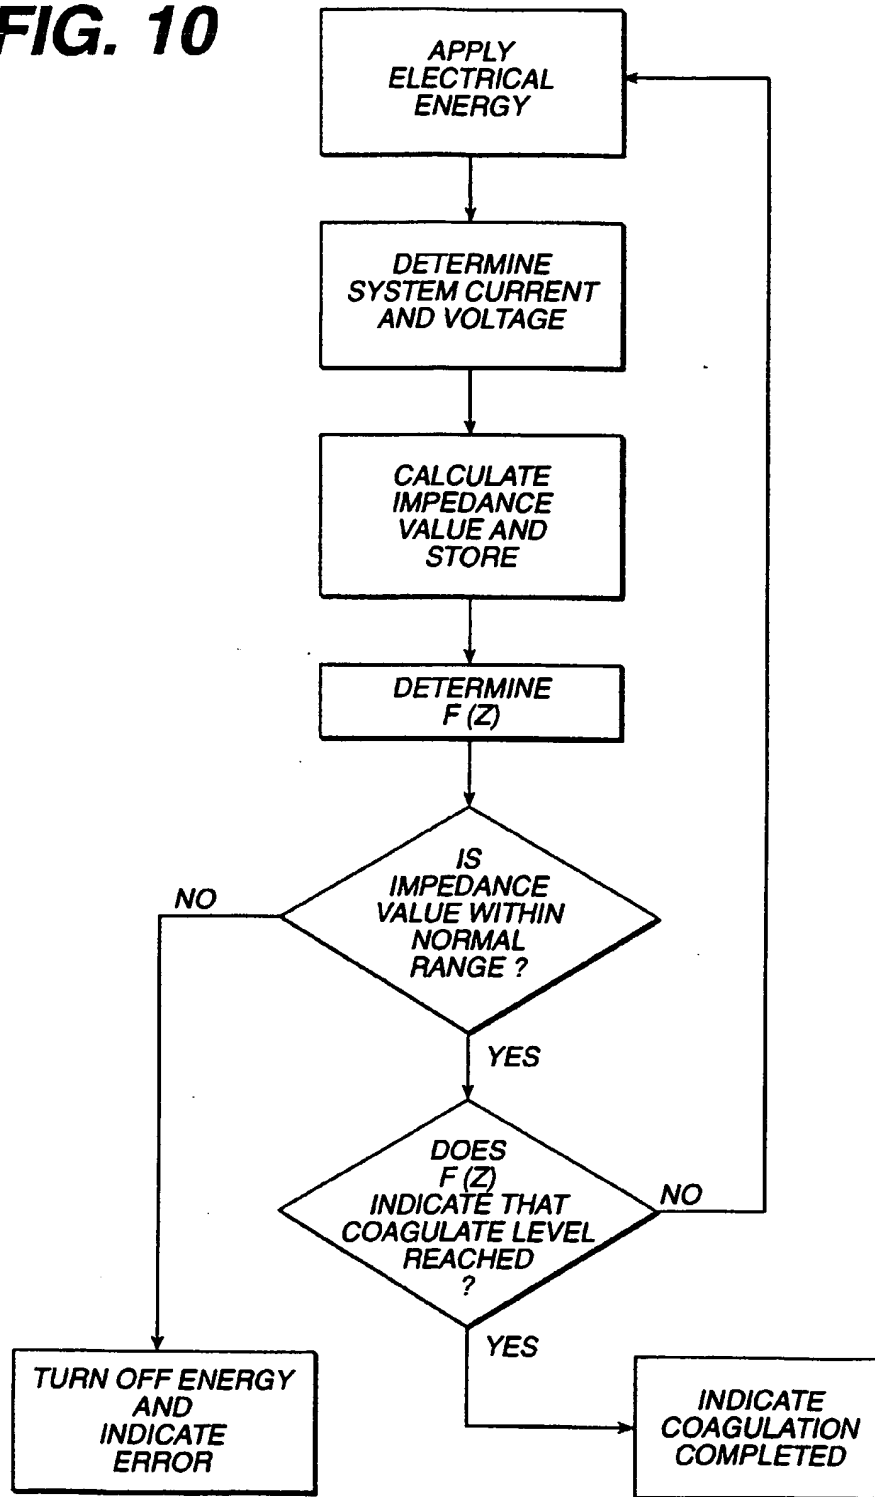 FIG. 10
APPLY
ELECTRICAL
ENERGY
DETERMINE
SYSTEM CURRENT
AND VOLTAGE
CALCULATE
IMPEDANCE
VALUE AND
STORE
DETERMINE
F (Z)
IS
IMPEDANCE
VALUE WITHIN
NORMAL
RANGE ?
NO
YES
DOES
F (Z)
INDICATE THAT
COAGULATE LEVEL
REACHED
?
NO
YES
TURN OFF ENERGY
AND
INDICATE
ERROR
INDICATE
COAGULATION
COMPLETED